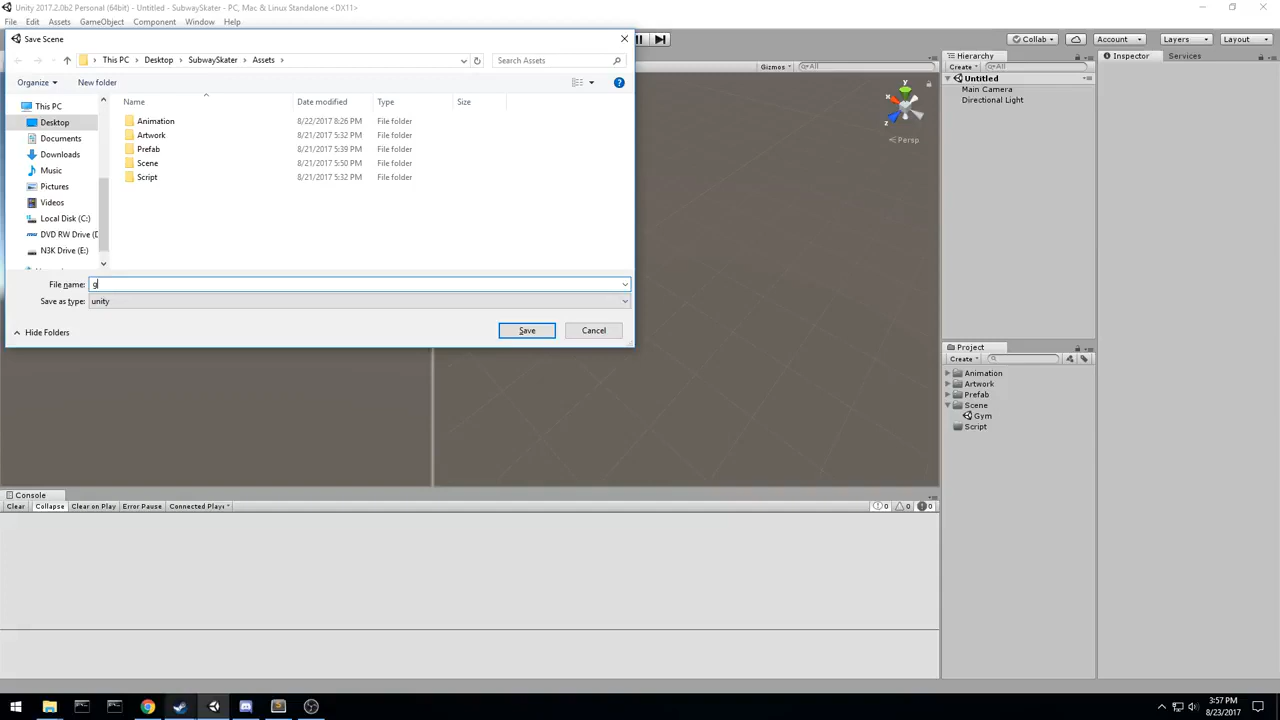 Unity 2017.2.0b2 Personal (64bit) - Untitled - SubwaySkater - PC, Mac & Linux Standalone <DX11>
File Edit Assets GameObject Component Window Help
Save Scene
Collab Account Layers Layout
This PC > Desktop > SubwaySkater > Assets >
Search Assets
Organize New folder
Name Date modified Type Size
This PC
Desktop
Documents
Downloads
Music
Pictures
Videos
Local Disk (C:)
DVD RW Drive (D
N3K Drive (E:)
Animation 8/22/2017 8:26 PM File folder
Artwork 8/21/2017 5:32 PM File folder
Prefab 8/21/2017 5:39 PM File folder
Scene 8/21/2017 5:50 PM File folder
Script 8/21/2017 5:32 PM File folder
File name: g
Save as type: unity
Hide Folders
Save Cancel
Gizmos All
y
x
z
Persp
Hierarchy
Create All
Untitled
Main Camera
Directional Light
Inspector Services
Project
Create
Animation
Artwork
Prefab
Scene
Gym
Script
Console
Clear Collapse Clear on Play Error Pause Connected Play
0 0 0
3:57 PM
8/23/2017